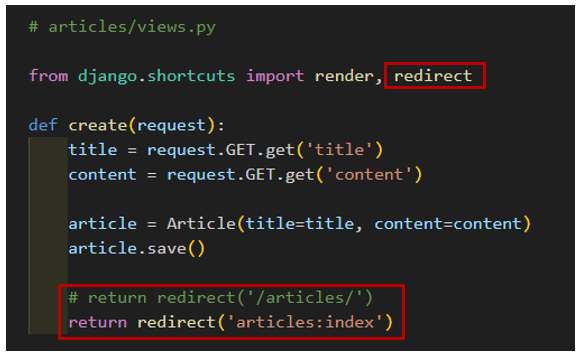 # articles/views.py
from django.shortcuts import render, redirect
def create(request):
    title = request.GET.get('title')
    content = request.GET.get('content')
    article = Article(title=title, content=content)
    article.save()
    # return redirect('/articles/')
    return redirect('articles:index')